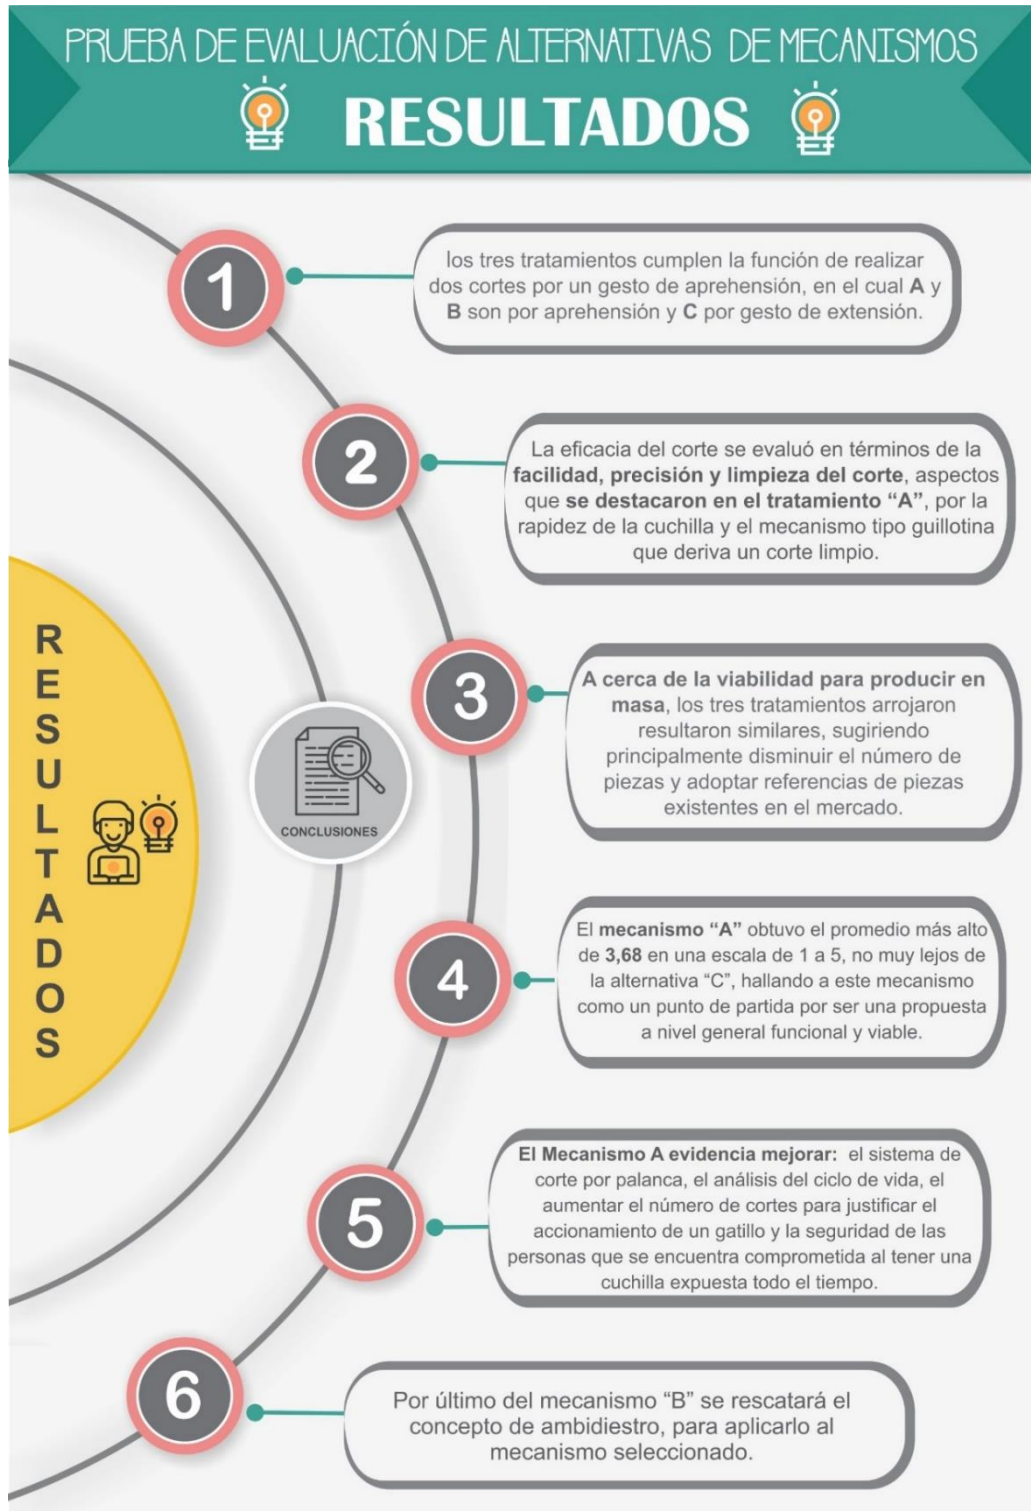 PRUEBA DE EVALUACIÓN DE ALTERNATIVAS DE MECANISMOS
RESULTADOS
1
los tres tratamientos cumplen la función de realizar
dos cortes por un gesto de aprehensión, en el cual A y
B son por aprehensión y C por gesto de extensión.
2
La eficacia del corte se evaluó en términos de la
facilidad, precisión y limpieza del corte, aspectos
que se destacaron en el tratamiento “A”, por la
rapidez de la cuchilla y el mecanismo tipo guillotina
que deriva un corte limpio.
RESULTADOS
CONCLUSIONES
3
A cerca de la viabilidad para producir en
masa, los tres tratamientos arrojaron
resultaron similares, sugiriendo
principalmente disminuir el número de
piezas y adoptar referencias de piezas
existentes en el mercado.
4
El mecanismo “A” obtuvo el promedio más alto
de 3,68 en una escala de 1 a 5, no muy lejos de
la alternativa “C”, hallando a este mecanismo
como un punto de partida por ser una propuesta
a nivel general funcional y viable.
5
El Mecanismo A evidencia mejorar: el sistema de
corte por palanca, el análisis del ciclo de vida, el
aumentar el número de cortes para justificar el
accionamiento de un gatillo y la seguridad de las
personas que se encuentra comprometida al tener una
cuchilla expuesta todo el tiempo.
6
Por último del mecanismo “B” se rescatará el
concepto de ambidiestro, para aplicarlo al
mecanismo seleccionado.